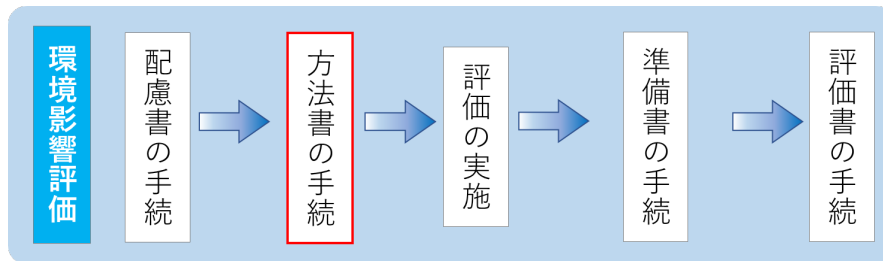 環境影響評価
配慮書の手続
方法書の手続
評価の実施
準備書の手続
評価書の手続